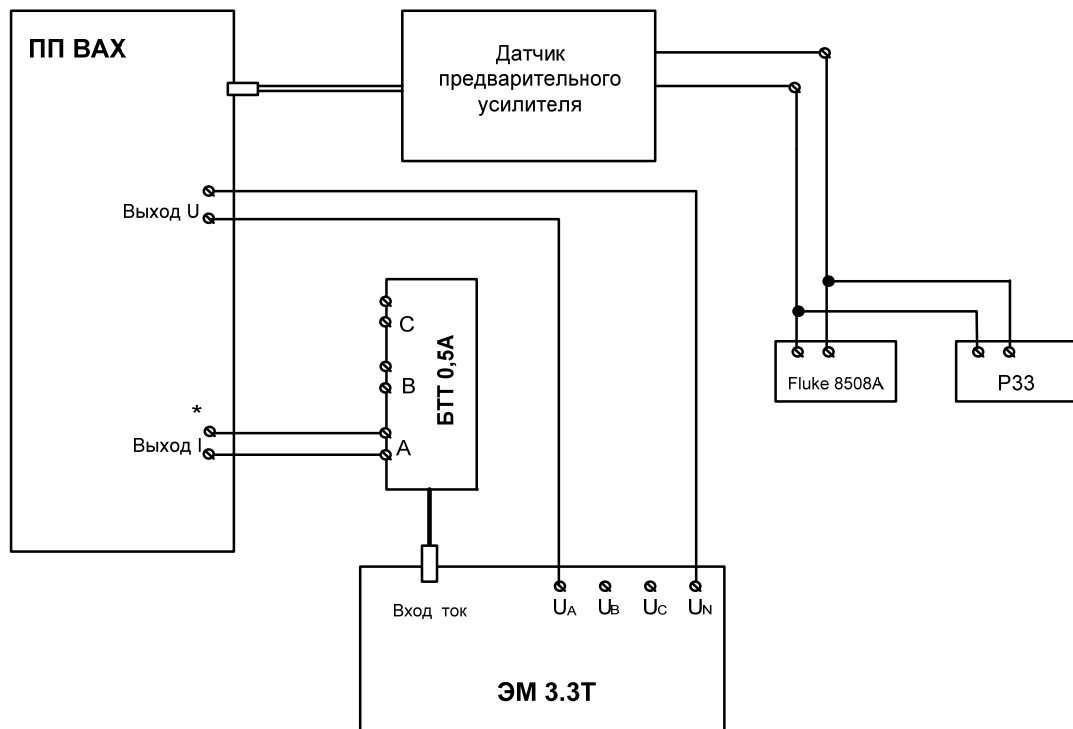 ПП ВАХ
Датчик
предварительного
усилителя
Выход U
C
B
A
БТТ 0,5А
*
Выход I
Fluke 8508A
P33
Вход ток
UA
UB
UC
UN
ЭМ 3.3Т